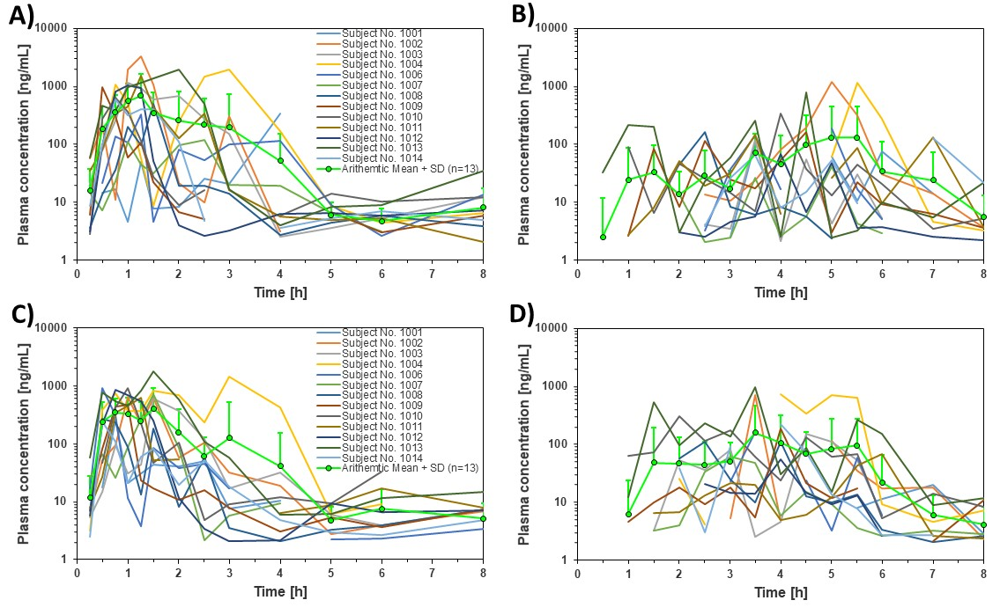 A)
Plasma concentration [ng/mL]
10000
1000
100
10
1
0 1 2 3 4 5 6 7 8
Time [h]
Subject No. 1001
Subject No. 1002
Subject No. 1003
Subject No. 1004
Subject No. 1006
Subject No. 1007
Subject No. 1008
Subject No. 1009
Subject No. 1010
Subject No. 1011
Subject No. 1012
Subject No. 1013
Subject No. 1014
Arithemtic Mean + SD (n=13)
B)
Plasma concentration [ng/mL]
10000
1000
100
10
1
0 1 2 3 4 5 6 7 8
Time [h]
C)
Plasma concentration [ng/mL]
10000
1000
100
10
1
0 1 2 3 4 5 6 7 8
Time [h]
Subject No. 1001
Subject No. 1002
Subject No. 1003
Subject No. 1004
Subject No. 1006
Subject No. 1007
Subject No. 1008
Subject No. 1009
Subject No. 1010
Subject No. 1011
Subject No. 1012
Subject No. 1013
Subject No. 1014
Arithemtic Mean + SD (n=13)
D)
Plasma concentration [ng/mL]
10000
1000
100
10
1
0 1 2 3 4 5 6 7 8
Time [h]